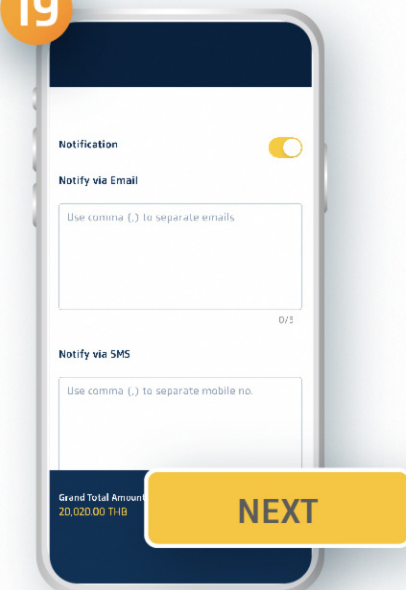 19
Notification
Notify via Email
Use comma (,) to separate emails
0/5
Notify via SMS
Use comma (,) to separate mobile no.
Grand Total Amount
20,020.00 THB
NEXT